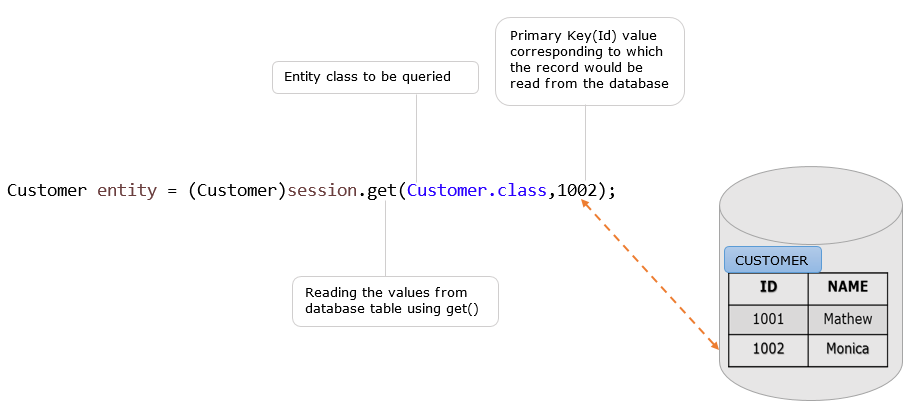 Primary Key(Id) value
corresponding to which
the record would be
read from the database
Entity class to be queried
Customer entity = (Customer)session.get(Customer.class,1002);
Reading the values from
database table using get()
CUSTOMER
ID NAME
1001 Mathew
1002 Monica